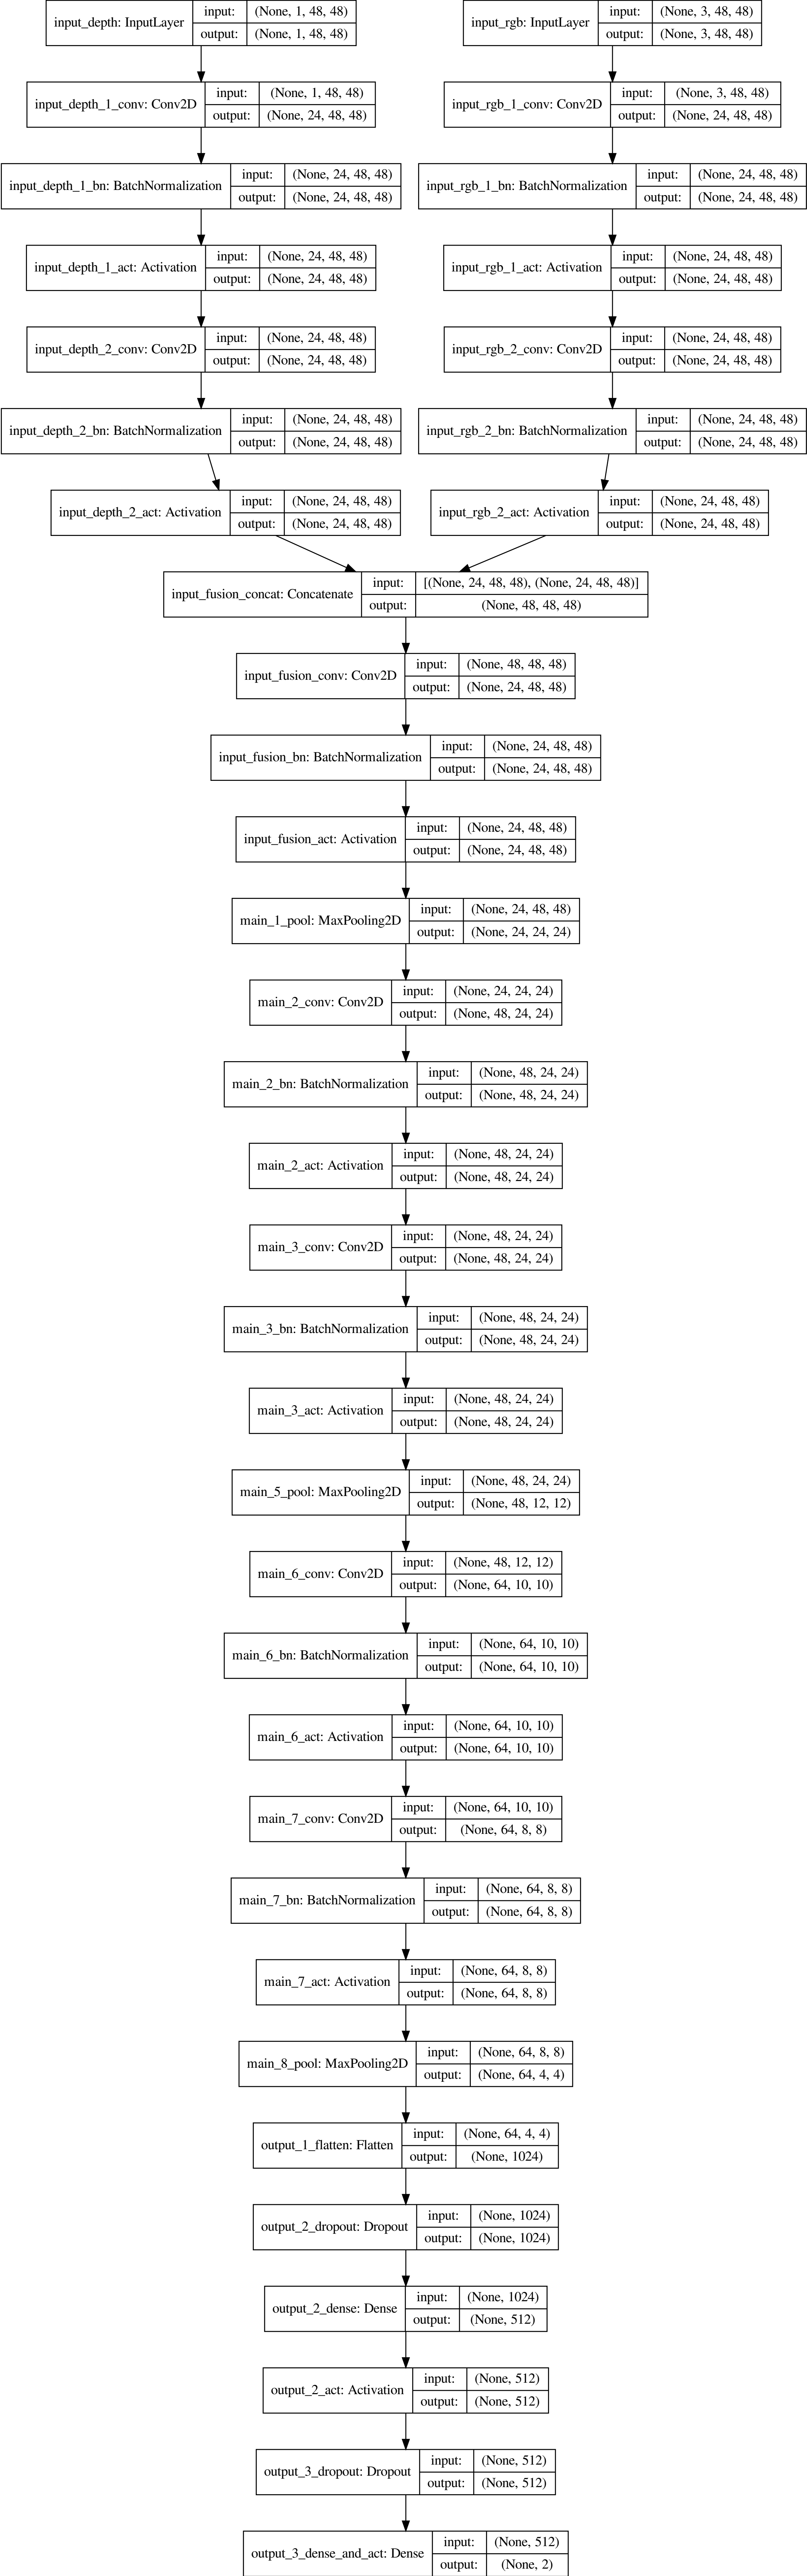 input_depth: InputLayer input: (None, 1, 48, 48)
output: (None, 1, 48, 48)
input_rgb: InputLayer input: (None, 3, 48, 48)
output: (None, 3, 48, 48)
input_depth_1_conv: Conv2D input: (None, 1, 48, 48)
output: (None, 24, 48, 48)
input_rgb_1_conv: Conv2D input: (None, 3, 48, 48)
output: (None, 24, 48, 48)
input_depth_1_bn: BatchNormalization input: (None, 24, 48, 48)
output: (None, 24, 48, 48)
input_rgb_1_bn: BatchNormalization input: (None, 24, 48, 48)
output: (None, 24, 48, 48)
input_depth_1_act: Activation input: (None, 24, 48, 48)
output: (None, 24, 48, 48)
input_rgb_1_act: Activation input: (None, 24, 48, 48)
output: (None, 24, 48, 48)
input_depth_2_conv: Conv2D input: (None, 24, 48, 48)
output: (None, 24, 48, 48)
input_rgb_2_conv: Conv2D input: (None, 24, 48, 48)
output: (None, 24, 48, 48)
input_depth_2_bn: BatchNormalization input: (None, 24, 48, 48)
output: (None, 24, 48, 48)
input_rgb_2_bn: BatchNormalization input: (None, 24, 48, 48)
output: (None, 24, 48, 48)
input_depth_2_act: Activation input: (None, 24, 48, 48)
output: (None, 24, 48, 48)
input_rgb_2_act: Activation input: (None, 24, 48, 48)
output: (None, 24, 48, 48)
input_fusion_concat: Concatenate input: [(None, 24, 48, 48), (None, 24, 48, 48)]
output: (None, 48, 48, 48)
input_fusion_conv: Conv2D input: (None, 48, 48, 48)
output: (None, 24, 48, 48)
input_fusion_bn: BatchNormalization input: (None, 24, 48, 48)
output: (None, 24, 48, 48)
input_fusion_act: Activation input: (None, 24, 48, 48)
output: (None, 24, 48, 48)
main_1_pool: MaxPooling2D input: (None, 24, 48, 48)
output: (None, 24, 24, 24)
main_2_conv: Conv2D input: (None, 24, 24, 24)
output: (None, 48, 24, 24)
main_2_bn: BatchNormalization input: (None, 48, 24, 24)
output: (None, 48, 24, 24)
main_2_act: Activation input: (None, 48, 24, 24)
output: (None, 48, 24, 24)
main_3_conv: Conv2D input: (None, 48, 24, 24)
output: (None, 48, 24, 24)
main_3_bn: BatchNormalization input: (None, 48, 24, 24)
output: (None, 48, 24, 24)
main_3_act: Activation input: (None, 48, 24, 24)
output: (None, 48, 24, 24)
main_5_pool: MaxPooling2D input: (None, 48, 24, 24)
output: (None, 48, 12, 12)
main_6_conv: Conv2D input: (None, 48, 12, 12)
output: (None, 64, 10, 10)
main_6_bn: BatchNormalization input: (None, 64, 10, 10)
output: (None, 64, 10, 10)
main_6_act: Activation input: (None, 64, 10, 10)
output: (None, 64, 10, 10)
main_7_conv: Conv2D input: (None, 64, 10, 10)
output: (None, 64, 8, 8)
main_7_bn: BatchNormalization input: (None, 64, 8, 8)
output: (None, 64, 8, 8)
main_7_act: Activation input: (None, 64, 8, 8)
output: (None, 64, 8, 8)
main_8_pool: MaxPooling2D input: (None, 64, 8, 8)
output: (None, 64, 4, 4)
output_1_flatten: Flatten input: (None, 64, 4, 4)
output: (None, 1024)
output_2_dropout: Dropout input: (None, 1024)
output: (None, 1024)
output_2_dense: Dense input: (None, 1024)
output: (None, 512)
output_2_act: Activation input: (None, 512)
output: (None, 512)
output_3_dropout: Dropout input: (None, 512)
output: (None, 512)
output_3_dense_and_act: Dense input: (None, 512)
output: (None, 2)